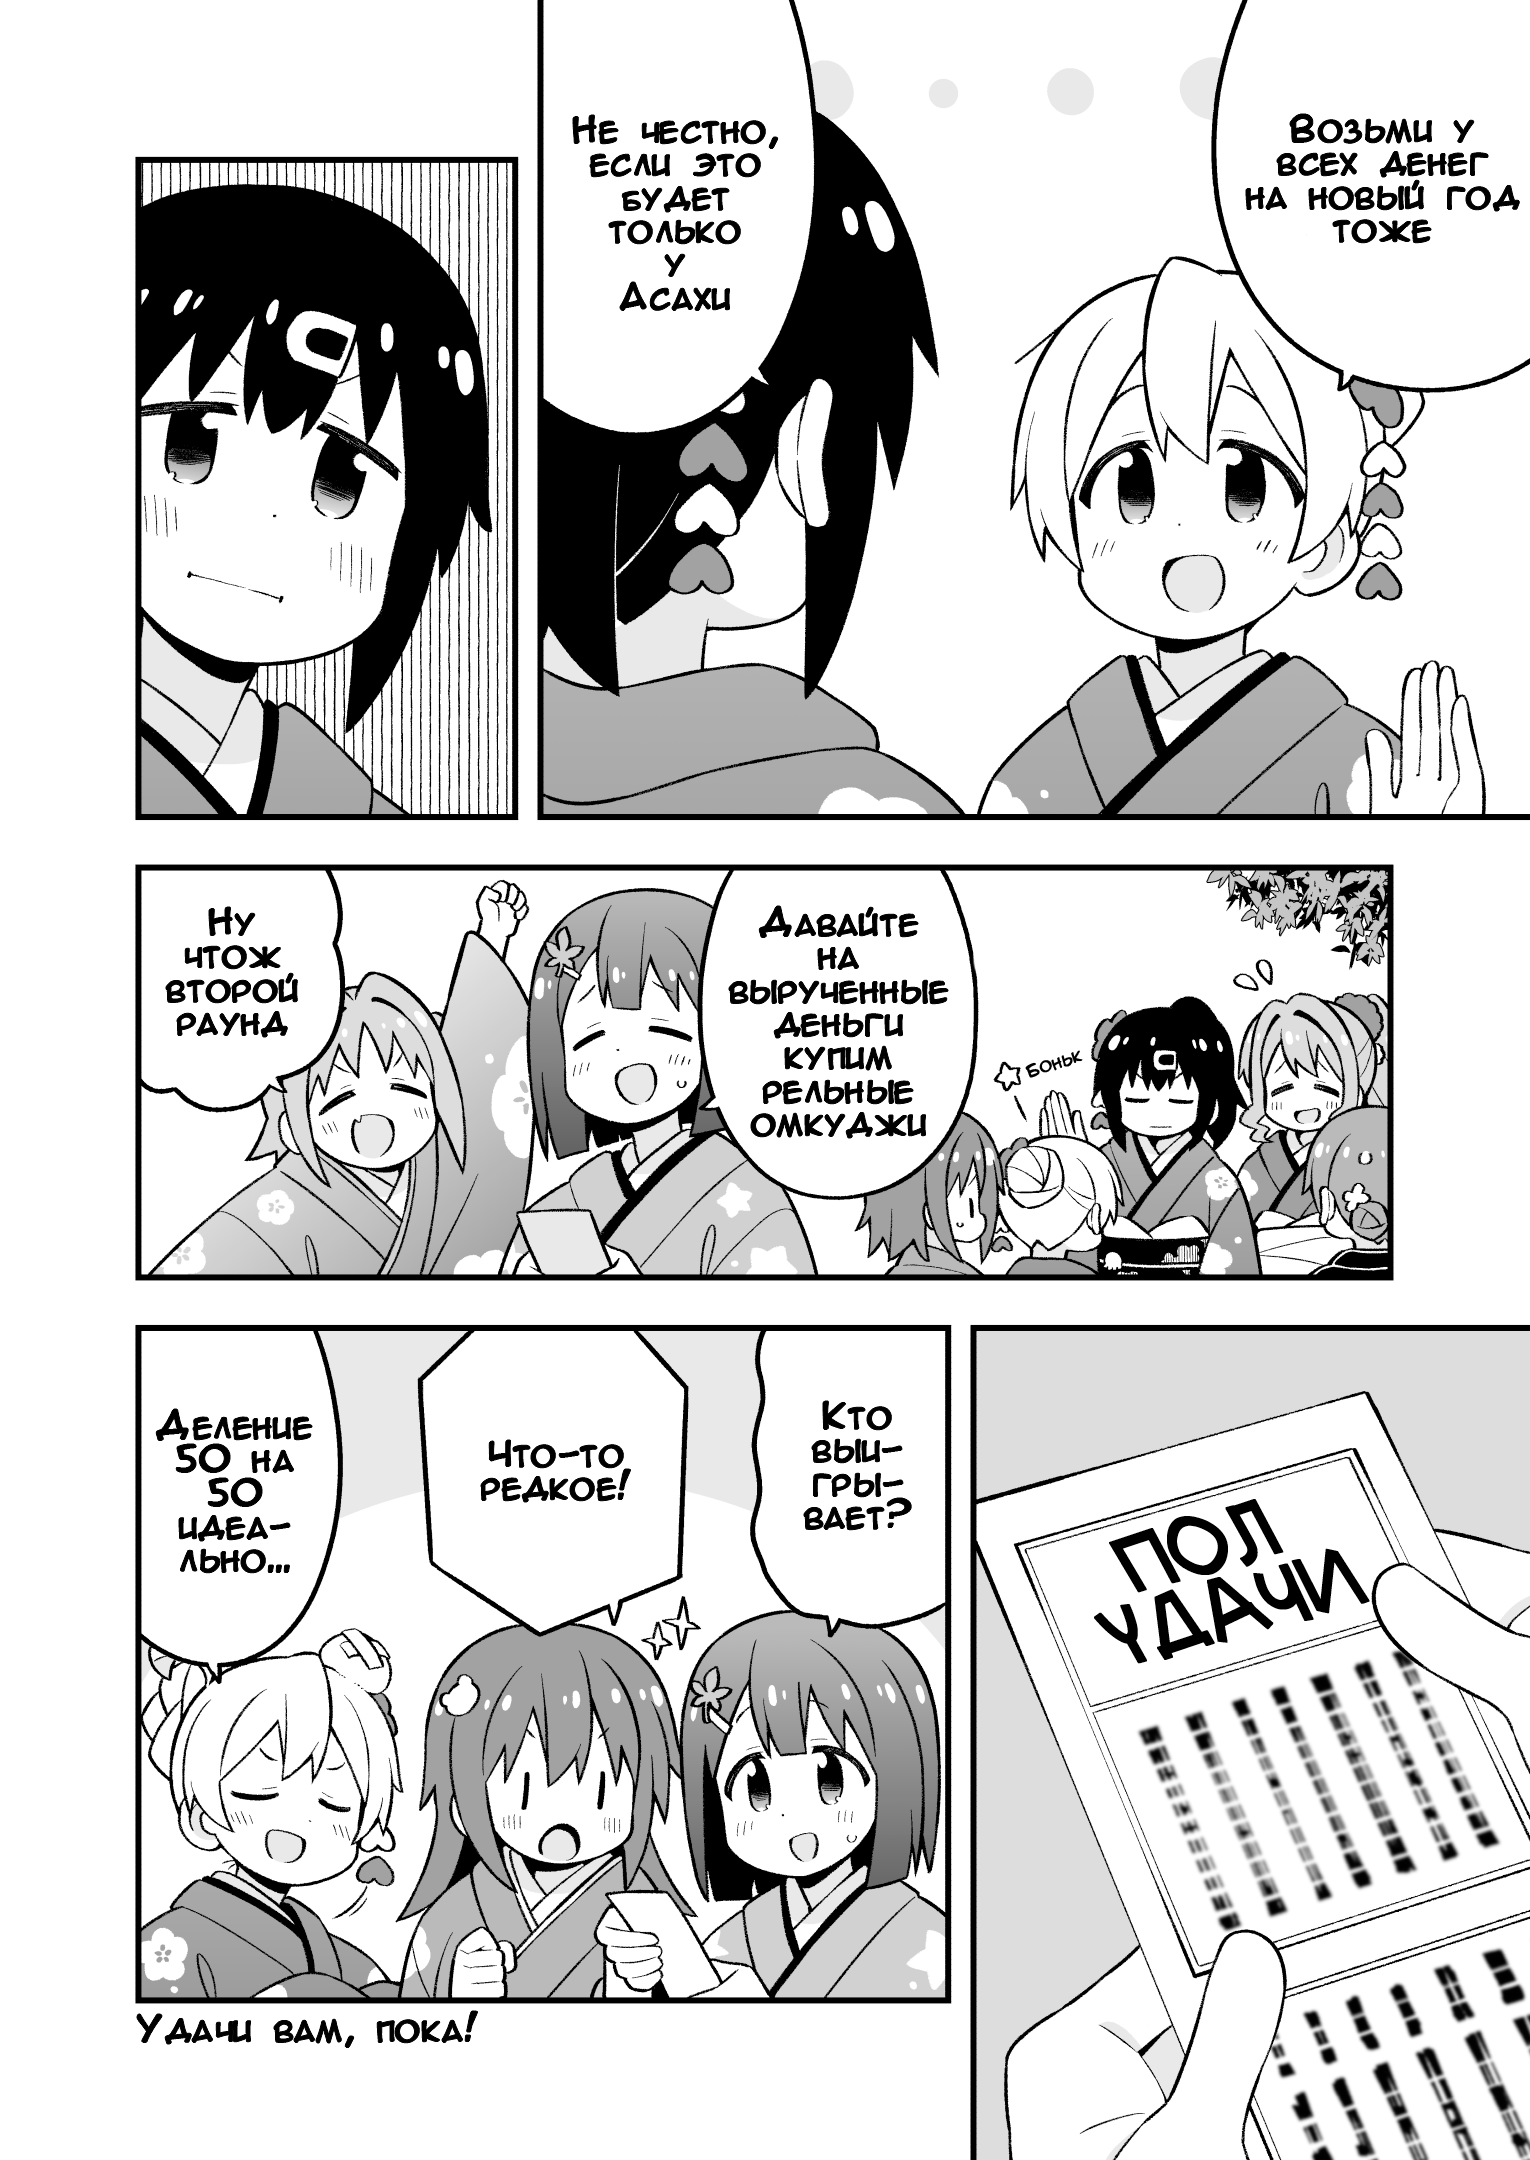 Возьми у
всех денег
на новый год
тоже
Не честно,
если это
будет
только
у
Асахи
боньк
Давайте
на
вырученные
деньги
купим
рельные
омкуджи
Ну
чтож
второй
раунд
пол
удачи
Кто
выи-
гры-
вает?
Что-то
редкое!
Деление
50 на
50
идеа-
льно...
Удачи вам, пока!